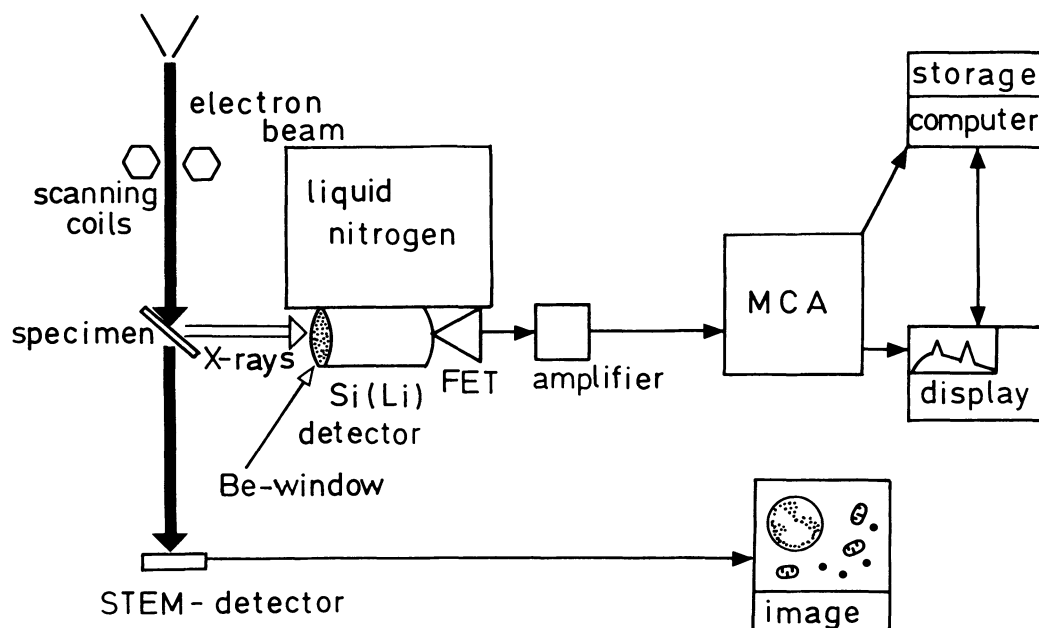 electron
beam
scanning
coils
liquid
nitrogen
storage
computer
MCA
specimen
X-rays
Si(Li)
detector
FET
amplifier
display
Be-window
STEM-detector
image